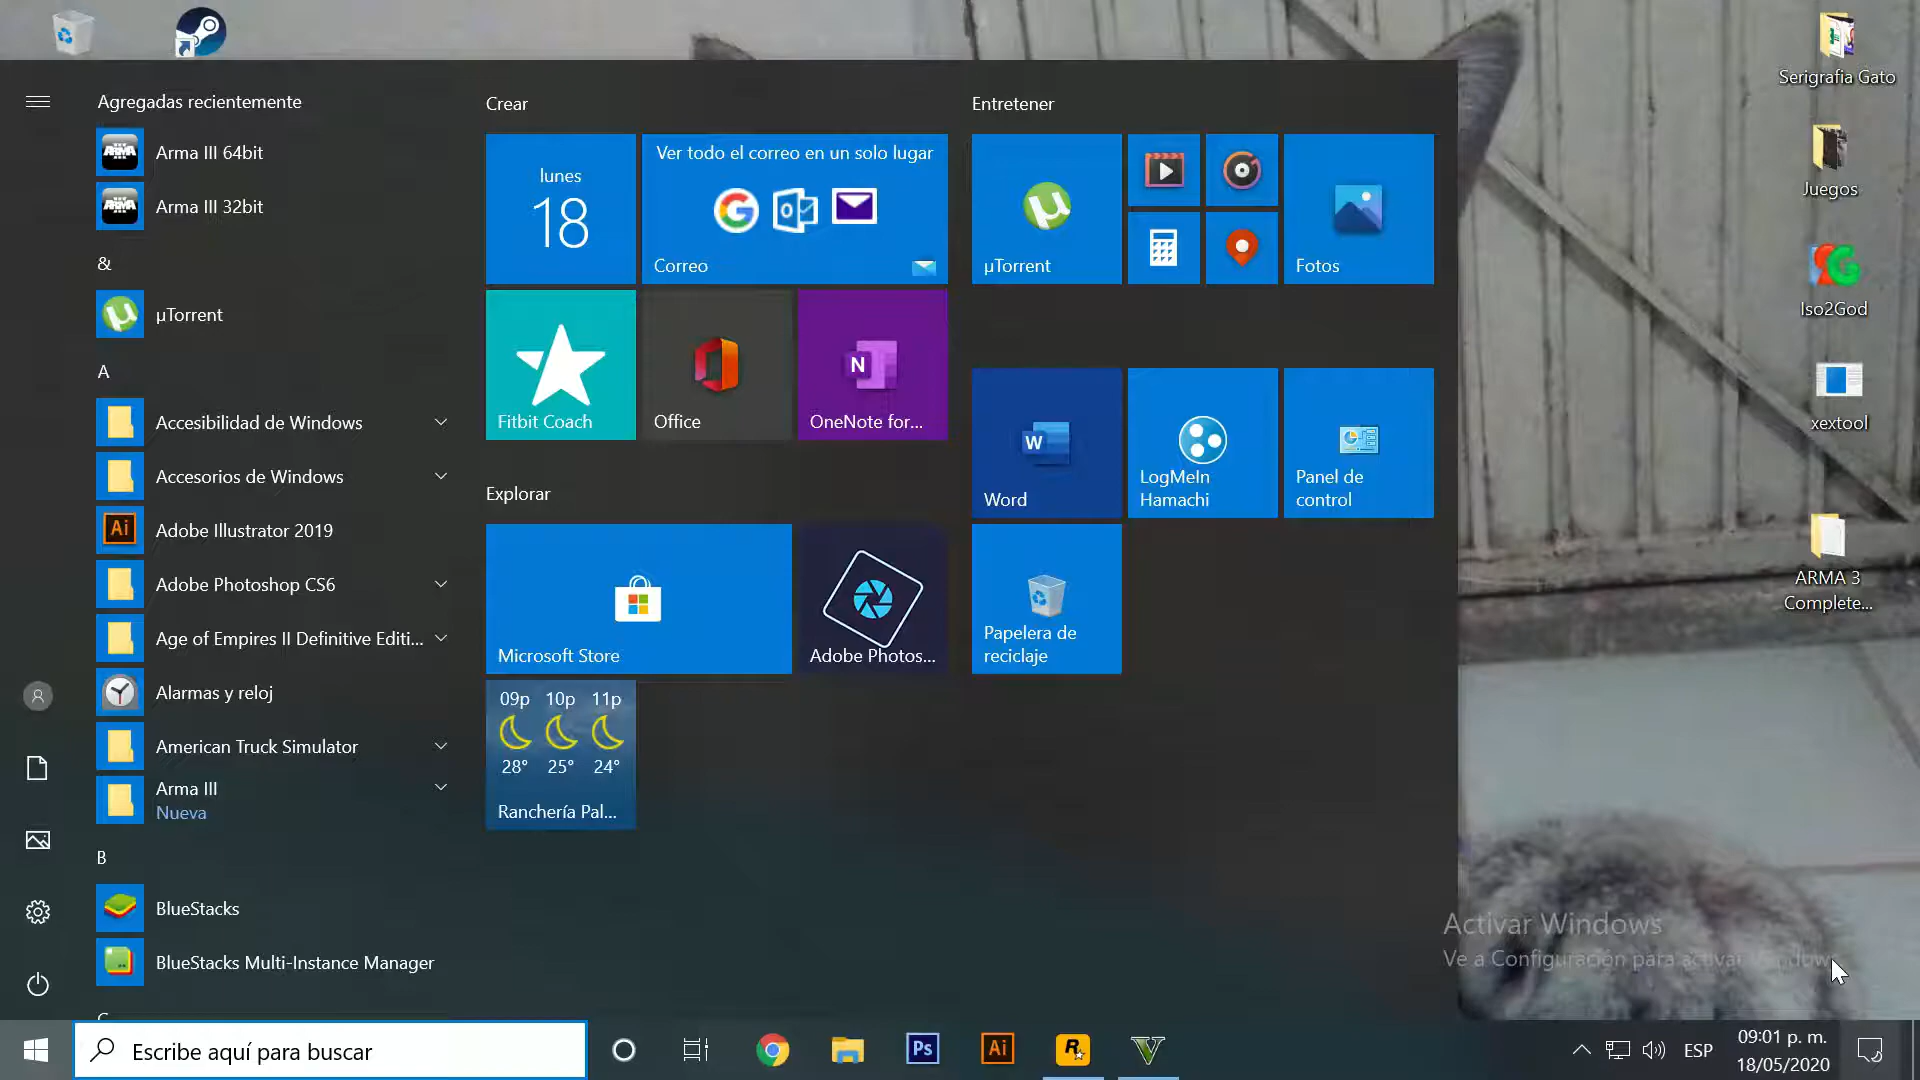 Agregadas recientemente
Arma III 64bit
Arma III 32bit
&
µTorrent
A
Accesibilidad de Windows
Accesorios de Windows
Adobe Illustrator 2019
Adobe Photoshop CS6
Age of Empires II Definitive Editi...
Alarmas y reloj
American Truck Simulator
Arma III
Nueva
B
BlueStacks
BlueStacks Multi-Instance Manager
Crear
lunes
18
Ver todo el correo en un solo lugar
Correo
Fitbit Coach
Office
OneNote for...
Explorar
Microsoft Store
Adobe Photos...
09p 10p 11p
28° 25° 24°
Ranchería Pal...
Entretener
µTorrent
Fotos
Word
LogMeIn
Hamachi
Panel de
control
Papelera de
reciclaje
Serigrafia Gato
Juegos
Iso2God
xextool
ARMA 3
Complete...
Activar Windows
Ve a Configuración para activar Windows
Escribe aquí para buscar
Ps
Ai
ESP
09:01 p. m.
18/05/2020